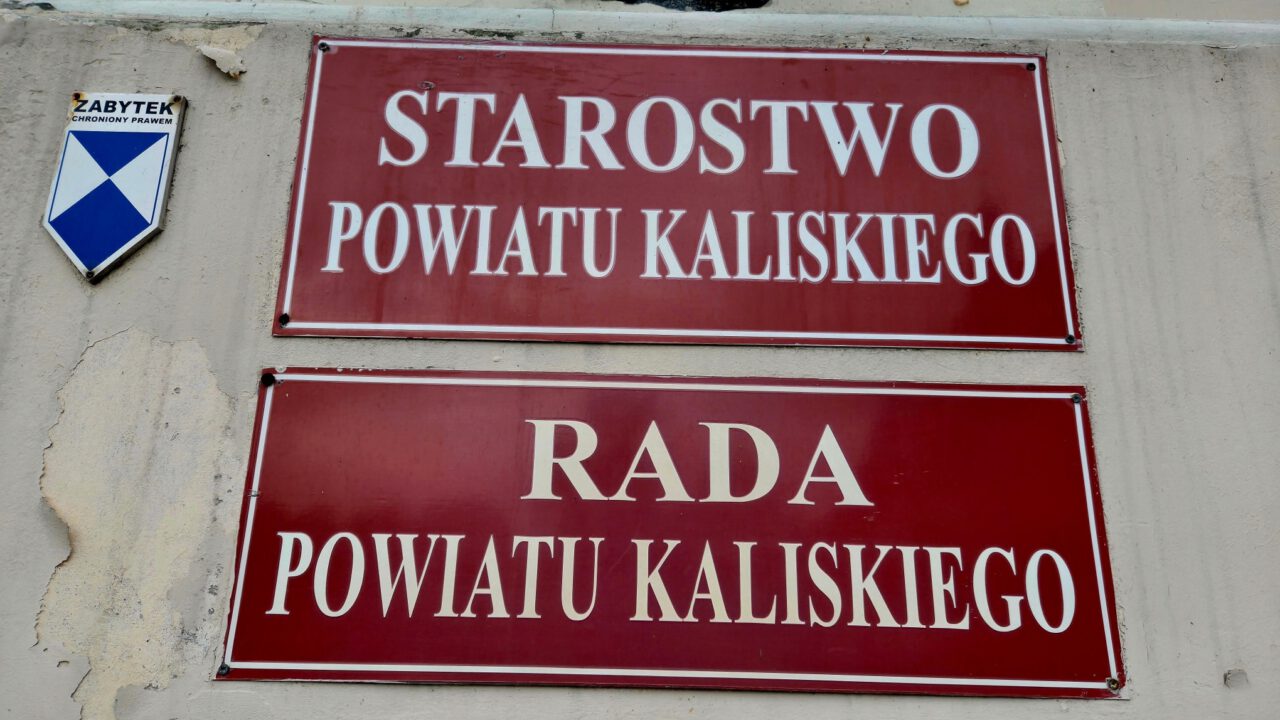 ZABYTEK
CHRONIONY PRAWEM
STAROSTWO
POWIATU KALISKIEGO
RADA
POWIATU KALISKIEGO